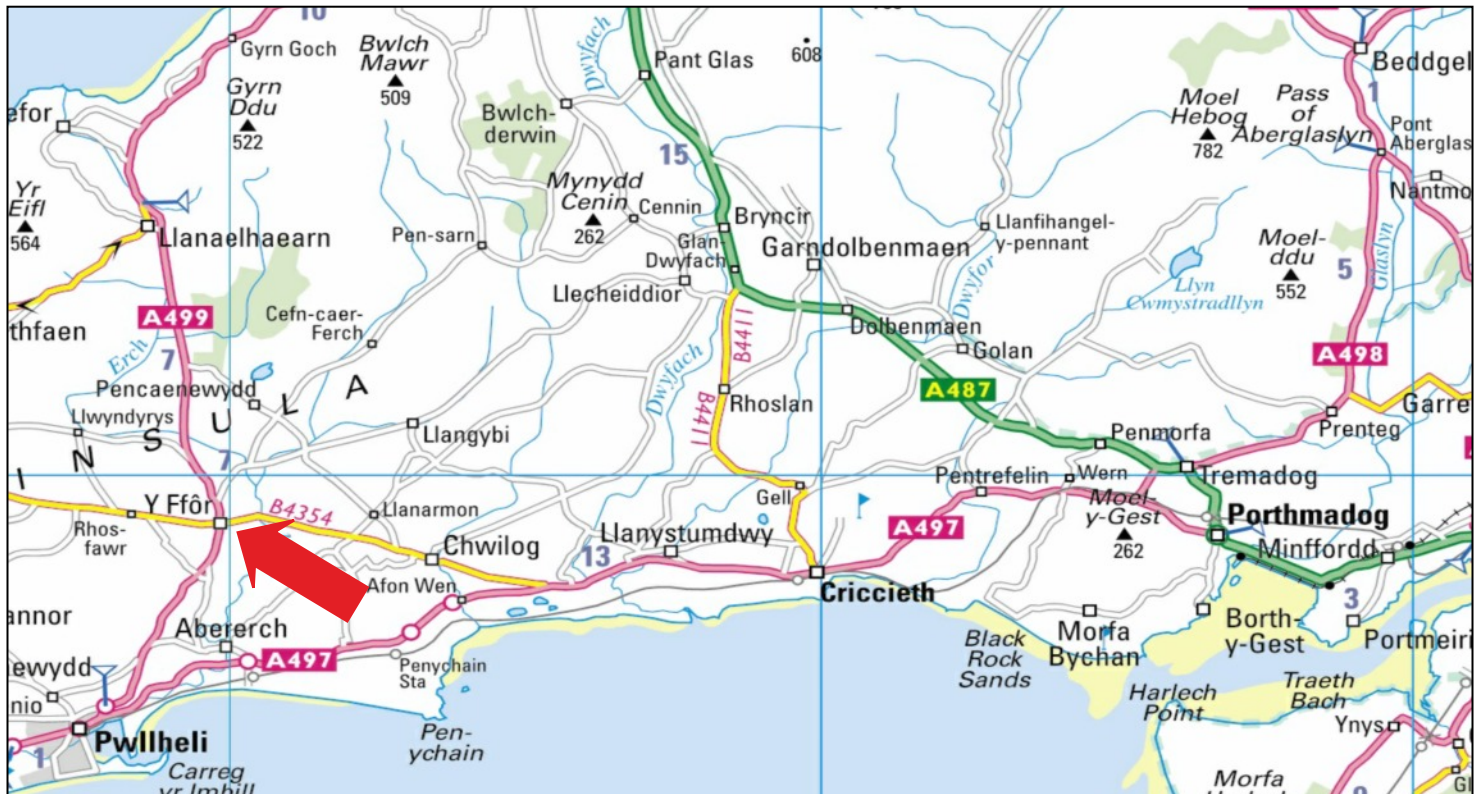 10
Gyrn Goch
Bwlch
Mawr
509
Gyrn
Ddu
522
efor
Yr
Eifl
564
Llanaelhaearn
thfaen
A499
Erch
7
Pencaenewydd
Llwyndyrys
I N S U L A
7
Cefn-caer-
Ferch
Pen-sarn
Llangybi
Y Ffôr
Rhos-
fawr
B4354
Llanarmon
Chwilog
Afon Wen
annor
Abererch
A497
ewydd
nio
Pwllheli
1
Carreg
yr Imbill
Penychain
Sta
Pen-
ychain
Dwyfach
Pant Glas
608
Bwlch-
derwin
15
Mynydd
Cenin
262
Cennin
Bryncir
Glan-
Dwyfach
Llecheiddior
Garndolbenmaen
Llanfihangel-
y-pennant
Dwyfor
Dolbenmaen
Golan
B4411
B4411
Dwyfach
Rhoslan
A487
Gell
13
Llanystumdwy
Criccieth
A497
Pentrefelin
Wern
Penmorfa
Moel-
y-Gest
262
Tremadog
Porthmadog
Minffordd
3
Portmeiri
Borth-
y-Gest
Morfa
Bychan
Black
Rock
Sands
Harlech
Point
Traeth
Bach
Ynys
Morfa
Beddgel
1
Moel
Hebog
782
Pass
of
Aberglaslyn
Pont
Aberglas
Nantmo
Moel-
ddu
552
5
Glaslyn
Llyn
Cwmystradllyn
A498
Garre
Prenteg
Gl